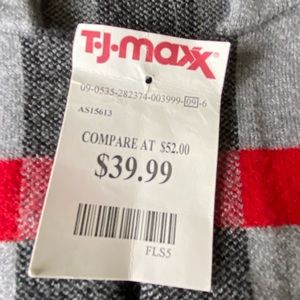 T·J·maxx
09-0535-282374-003999-09-6
AS15613
COMPARE AT $52.00
$39.99
FLS5